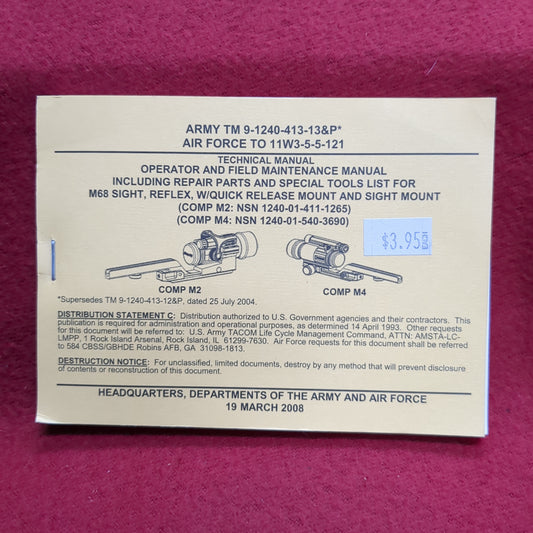 ARMY TM 9-1240-413-13&P*
AIR FORCE TO 11W3-5-5-121
TECHNICAL MANUAL
OPERATOR AND FIELD MAINTENANCE MANUAL
INCLUDING REPAIR PARTS AND SPECIAL TOOLS LIST FOR
M68 SIGHT, REFLEX, W/QUICK RELEASE MOUNT AND SIGHT MOUNT
(COMP M2: NSN 1240-01-411-1265)
(COMP M4: NSN 1240-01-540-3690)
$3.95 EACH
COMP M2 COMP M4
*Supersedes TM 9-1240-413-12&P, dated 25 July 2004.
DISTRIBUTION STATEMENT C: Distribution authorized to U.S. Government agencies and their contractors. This
publication is required for administration and operational purposes, as determined 14 April 1993. Other requests
for this document will be referred to: U.S. Army TACOM Life Cycle Management Command, ATTN: AMSTA-LC-
LMPP, 1 Rock Island Arsenal, Rock Island, IL 61299-7630. Air Force requests for this document shall be referred
to 584 CBSS/GBHDE Robins AFB, GA 31098-1813.
DESTRUCTION NOTICE: For unclassified, limited documents, destroy by any method that will prevent disclosure
of contents or reconstruction of this document.
HEADQUARTERS, DEPARTMENTS OF THE ARMY AND AIR FORCE
19 MARCH 2008